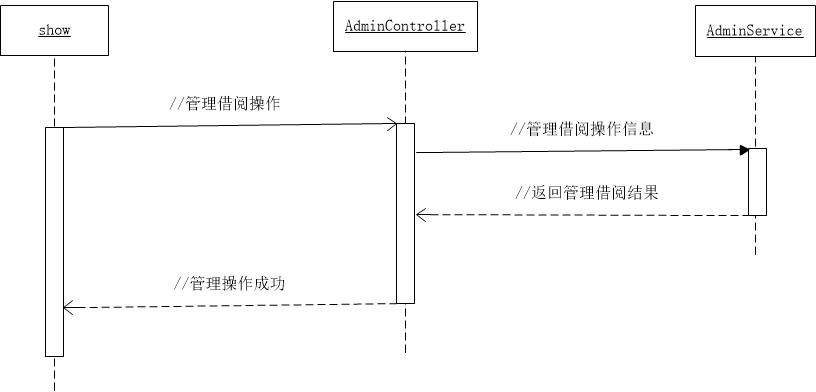 show
AdminController
AdminService
//管理借阅操作
//管理借阅操作信息
//返回管理借阅结果
//管理操作成功